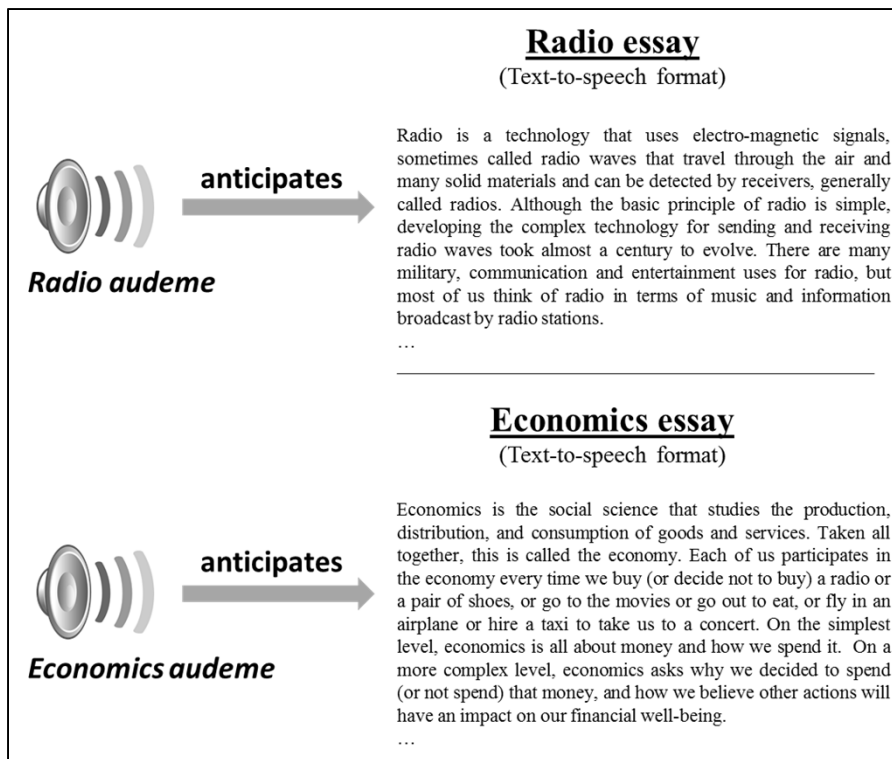 Radio essay
(Text-to-speech format)
anticipates
Radio audeme
Radio is a technology that uses electro-magnetic signals,
sometimes called radio waves that travel through the air and
many solid materials and can be detected by receivers, generally
called radios. Although the basic principle of radio is simple,
developing the complex technology for sending and receiving
radio waves took almost a century to evolve. There are many
military, communication and entertainment uses for radio, but
most of us think of radio in terms of music and information
broadcast by radio stations.
…
Economics essay
(Text-to-speech format)
anticipates
Economics audeme
Economics is the social science that studies the production,
distribution, and consumption of goods and services. Taken all
together, this is called the economy. Each of us participates in
the economy every time we buy (or decide not to buy) a radio or
a pair of shoes, or go to the movies or go out to eat, or fly in an
airplane or hire a taxi to take us to a concert. On the simplest
level, economics is all about money and how we spend it. On a
more complex level, economics asks why we decided to spend
(or not spend) that money, and how we believe other actions will
have an impact on our financial well-being.
…